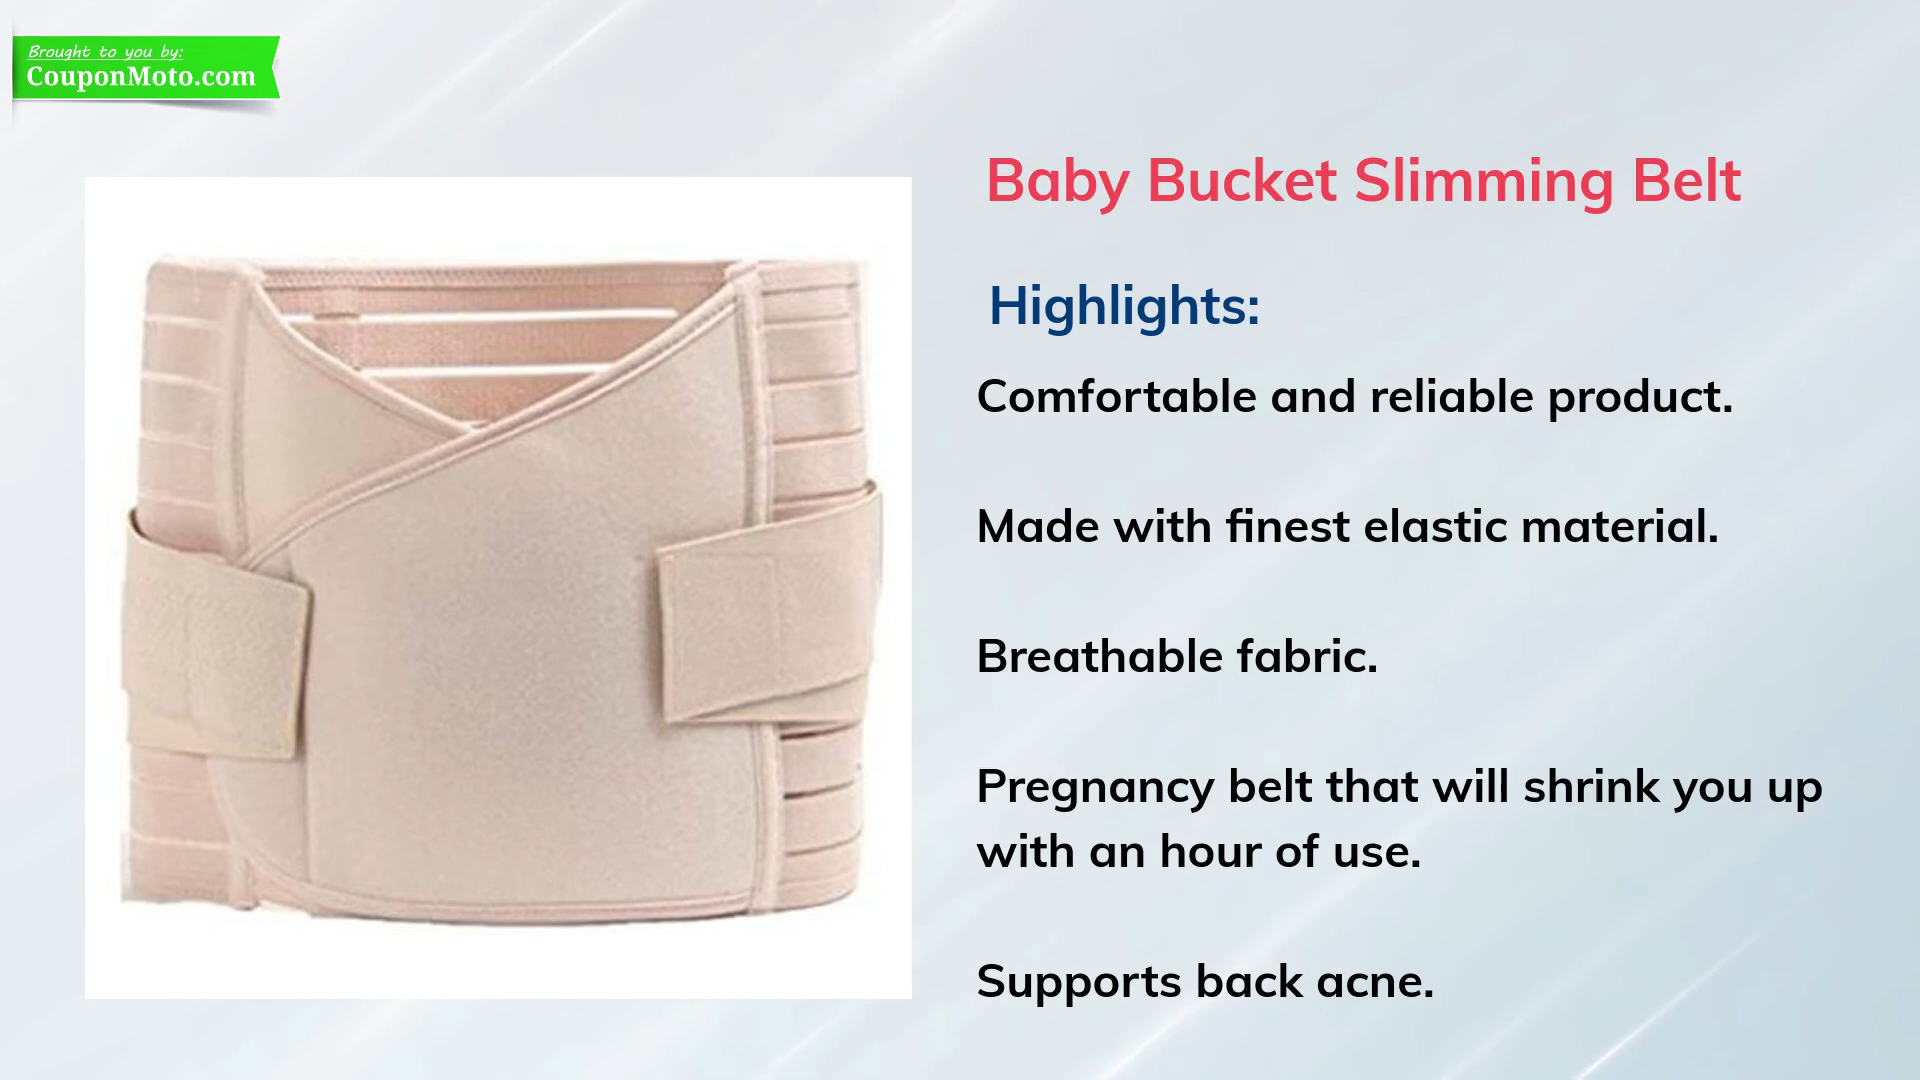 Brought to you by:
CouponMoto.com
Baby Bucket Slimming Belt
Highlights:
Comfortable and reliable product.
Made with finest elastic material.
Breathable fabric.
Pregnancy belt that will shrink you up
with an hour of use.
Supports back acne.